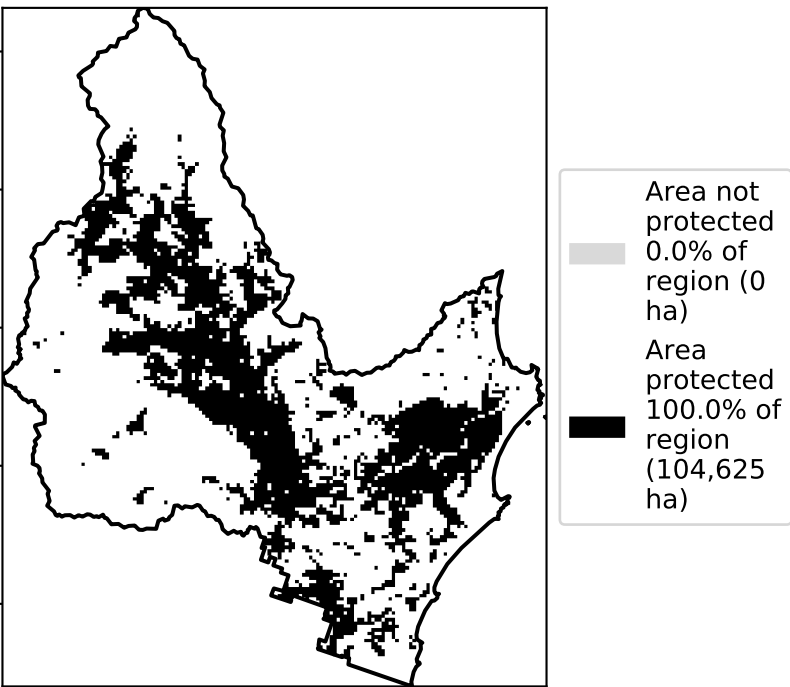 Area not
protected
0.0% of
region (0
ha)
Area
protected
100.0% of
region
(104,625
ha)